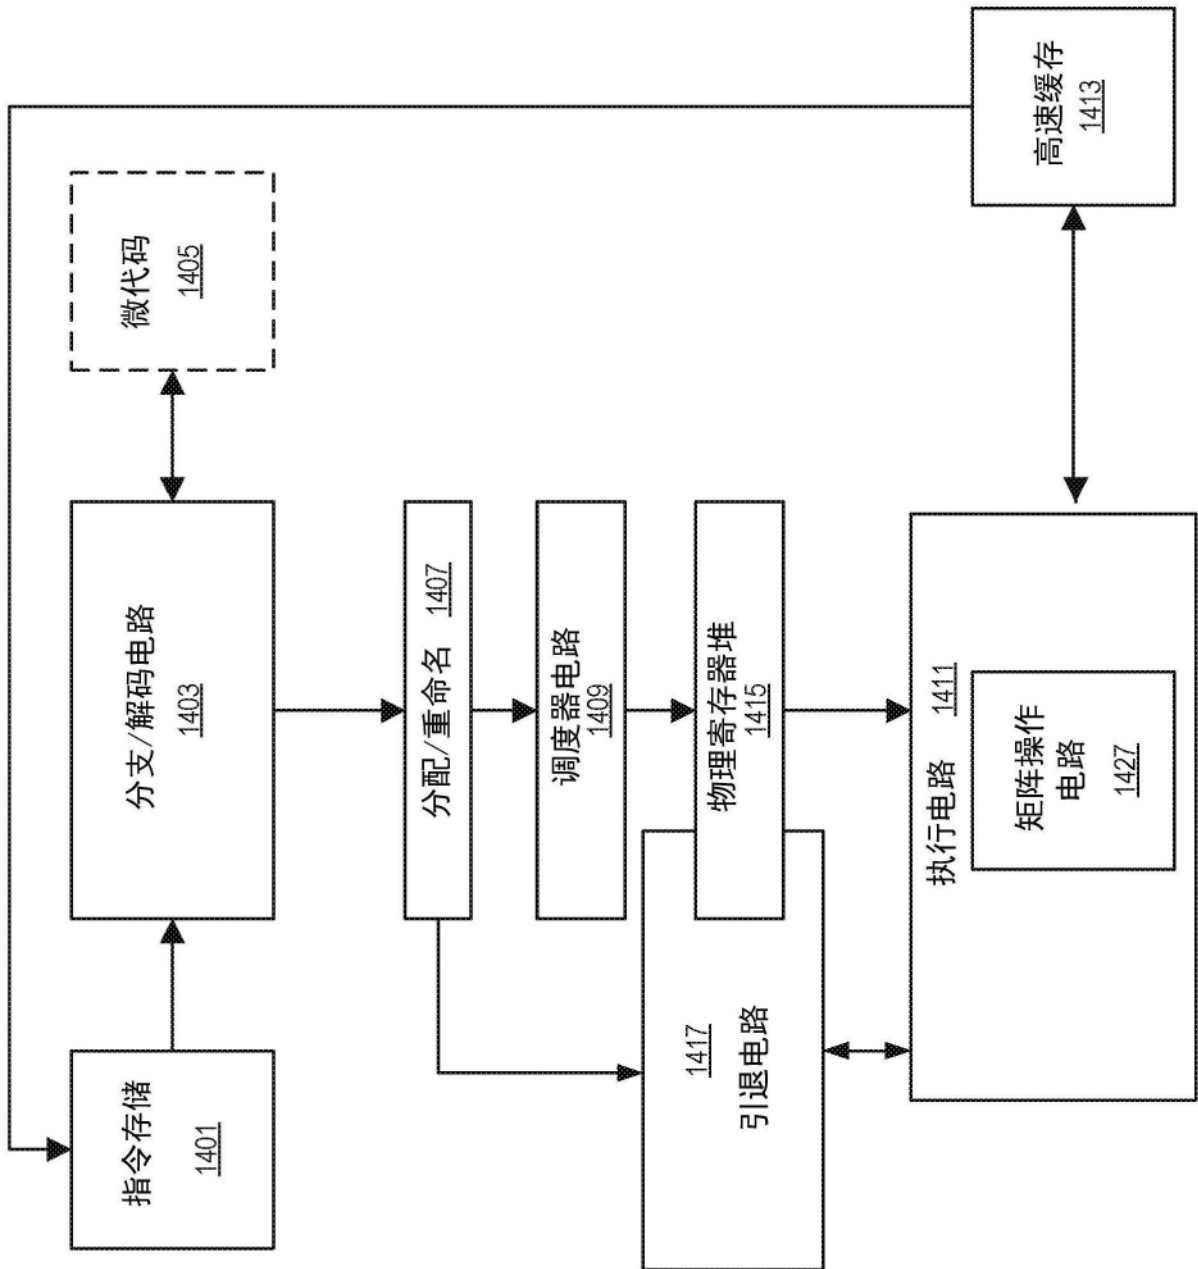 指令存储
1401
分支/解码电路
1403
微代码
1405
分配/重命名 1407
调度器电路
1409
物理寄存器堆
1415
1417
引退电路
执行电路 1411
矩阵操作
电路
1427
高速缓存
1413